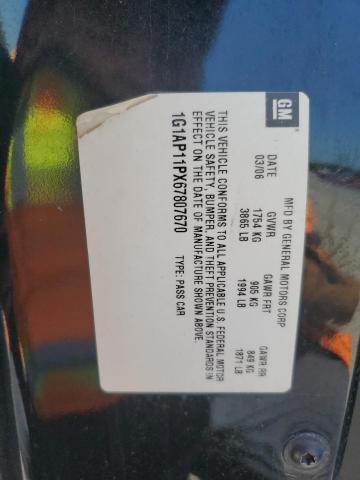 GM
MFD BY GENERAL MOTORS CORP
DATE GVWR GAWR FRT GAWR RR
03/06 1754 KG 905 KG 849 KG
3865 LB 1994 LB 1871 LB
THIS VEHICLE CONFORMS TO ALL APPLICABLE U.S. FEDERAL MOTOR
VEHICLE SAFETY, BUMPER, AND THEFT PREVENTION STANDARDS IN
EFFECT ON THE DATE OF MANUFACTURE SHOWN ABOVE.
1G1AP11PX67807670 TYPE: PASS CAR